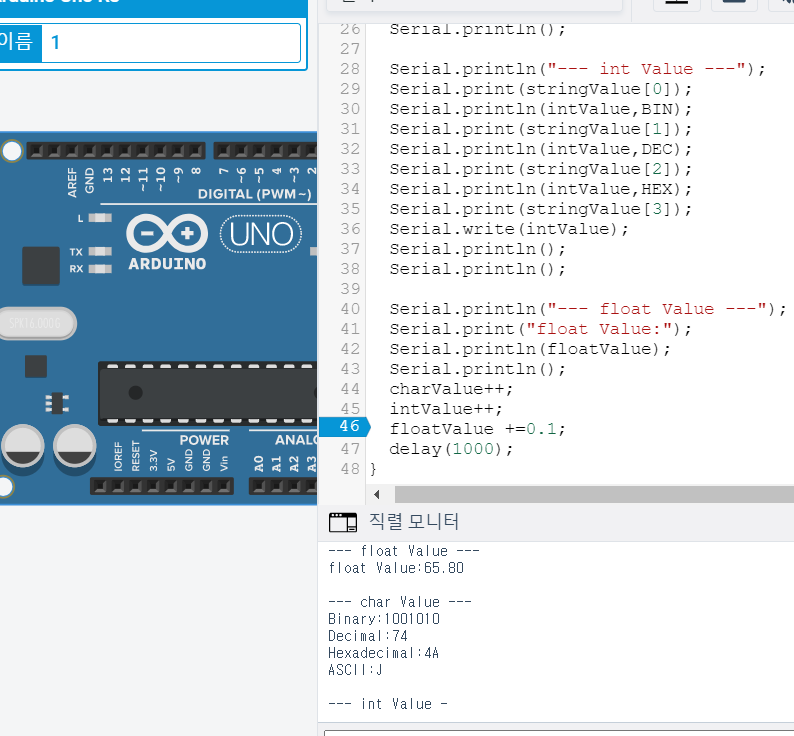 이름 1
AREF
GND
13
12
~11
~10
~9
8
7
~6
~5
4
~3
2
DIGITAL (PWM~)
L
TX
RX
UNO
ARDUINO
SPK16.000G
IOREF
RESET
3.3V
5V
GND
GND
Vin
POWER
A0
A1
A2
A3
26 Serial.println();
27
28 Serial.println("--- int Value ---");
29 Serial.print(stringValue[0]);
30 Serial.println(intValue,BIN);
31 Serial.print(stringValue[1]);
32 Serial.println(intValue,DEC);
33 Serial.print(stringValue[2]);
34 Serial.println(intValue,HEX);
35 Serial.print(stringValue[3]);
36 Serial.write(intValue);
37 Serial.println();
38 Serial.println();
39
40 Serial.println("--- float Value ---");
41 Serial.print("float Value:");
42 Serial.println(floatValue);
43 Serial.println();
44 charValue++;
45 intValue++;
46 floatValue +=0.1;
47 delay(1000);
48 }
직렬 모니터
--- float Value ---
float Value:65.80
--- char Value ---
Binary:1001010
Decimal:74
Hexadecimal:4A
ASCII:J
--- int Value -